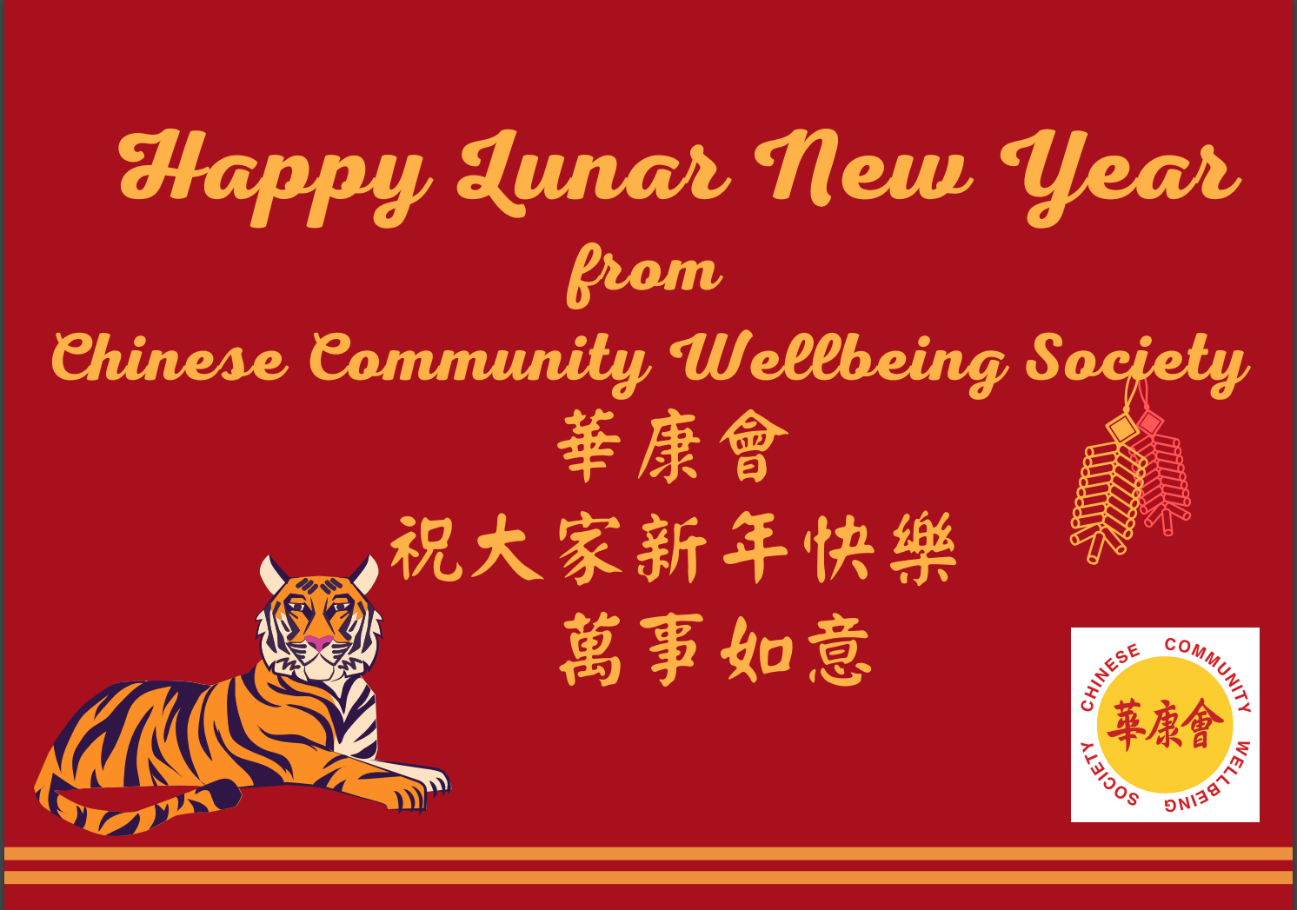 Happy Lunar New Year
from
Chinese Community Wellbeing Society
華康會
祝大家新年快樂
萬事如意
CHINESE COMMUNITY WELLBEING SOCIETY
華康會